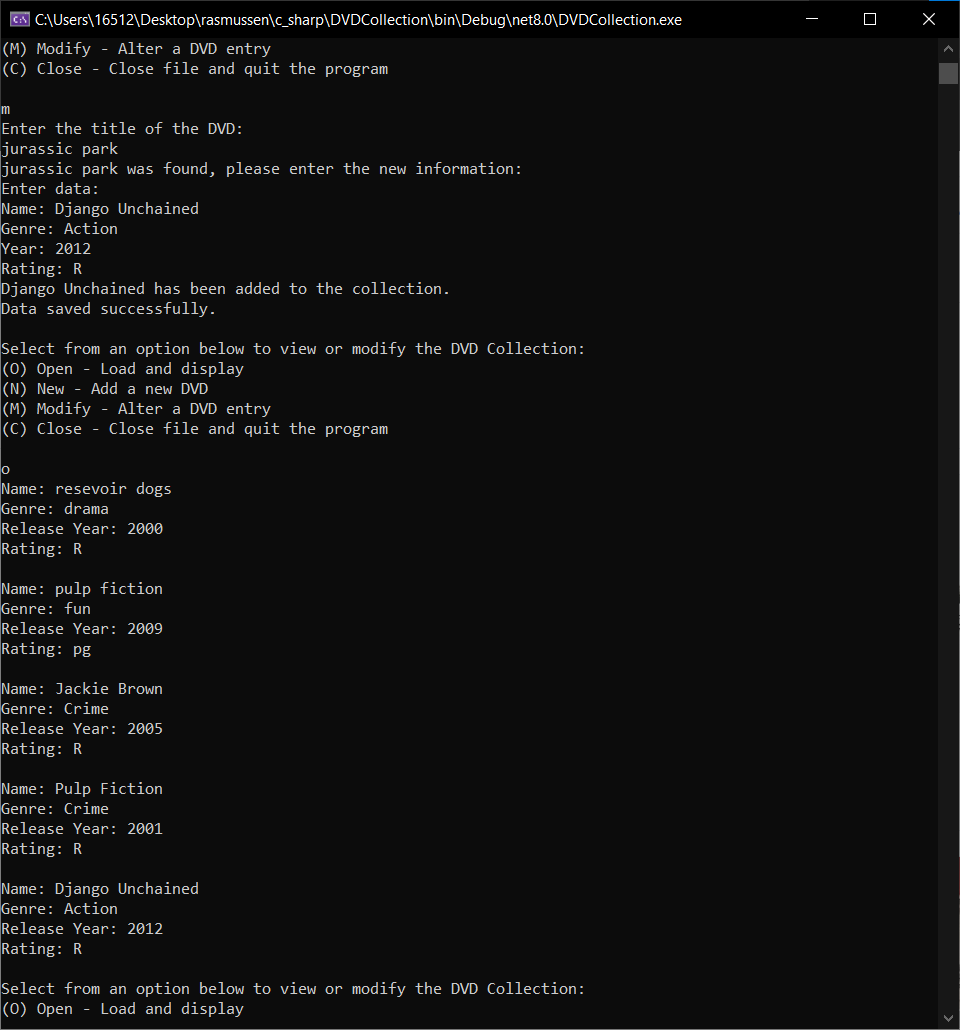 C:\Users\16512\Desktop\rasmussen\c_sharp\DVDCollection\bin\Debug\net8.0\DVDCollection.exe
(M) Modify - Alter a DVD entry
(C) Close - Close file and quit the program
m
Enter the title of the DVD:
jurassic park
jurassic park was found, please enter the new information:
Enter data:
Name: Django Unchained
Genre: Action
Year: 2012
Rating: R
Django Unchained has been added to the collection.
Data saved successfully.
Select from an option below to view or modify the DVD Collection:
(O) Open - Load and display
(N) New - Add a new DVD
(M) Modify - Alter a DVD entry
(C) Close - Close file and quit the program
o
Name: resevoir dogs
Genre: drama
Release Year: 2000
Rating: R
Name: pulp fiction
Genre: fun
Release Year: 2009
Rating: pg
Name: Jackie Brown
Genre: Crime
Release Year: 2005
Rating: R
Name: Pulp Fiction
Genre: Crime
Release Year: 2001
Rating: R
Name: Django Unchained
Genre: Action
Release Year: 2012
Rating: R
Select from an option below to view or modify the DVD Collection:
(O) Open - Load and display